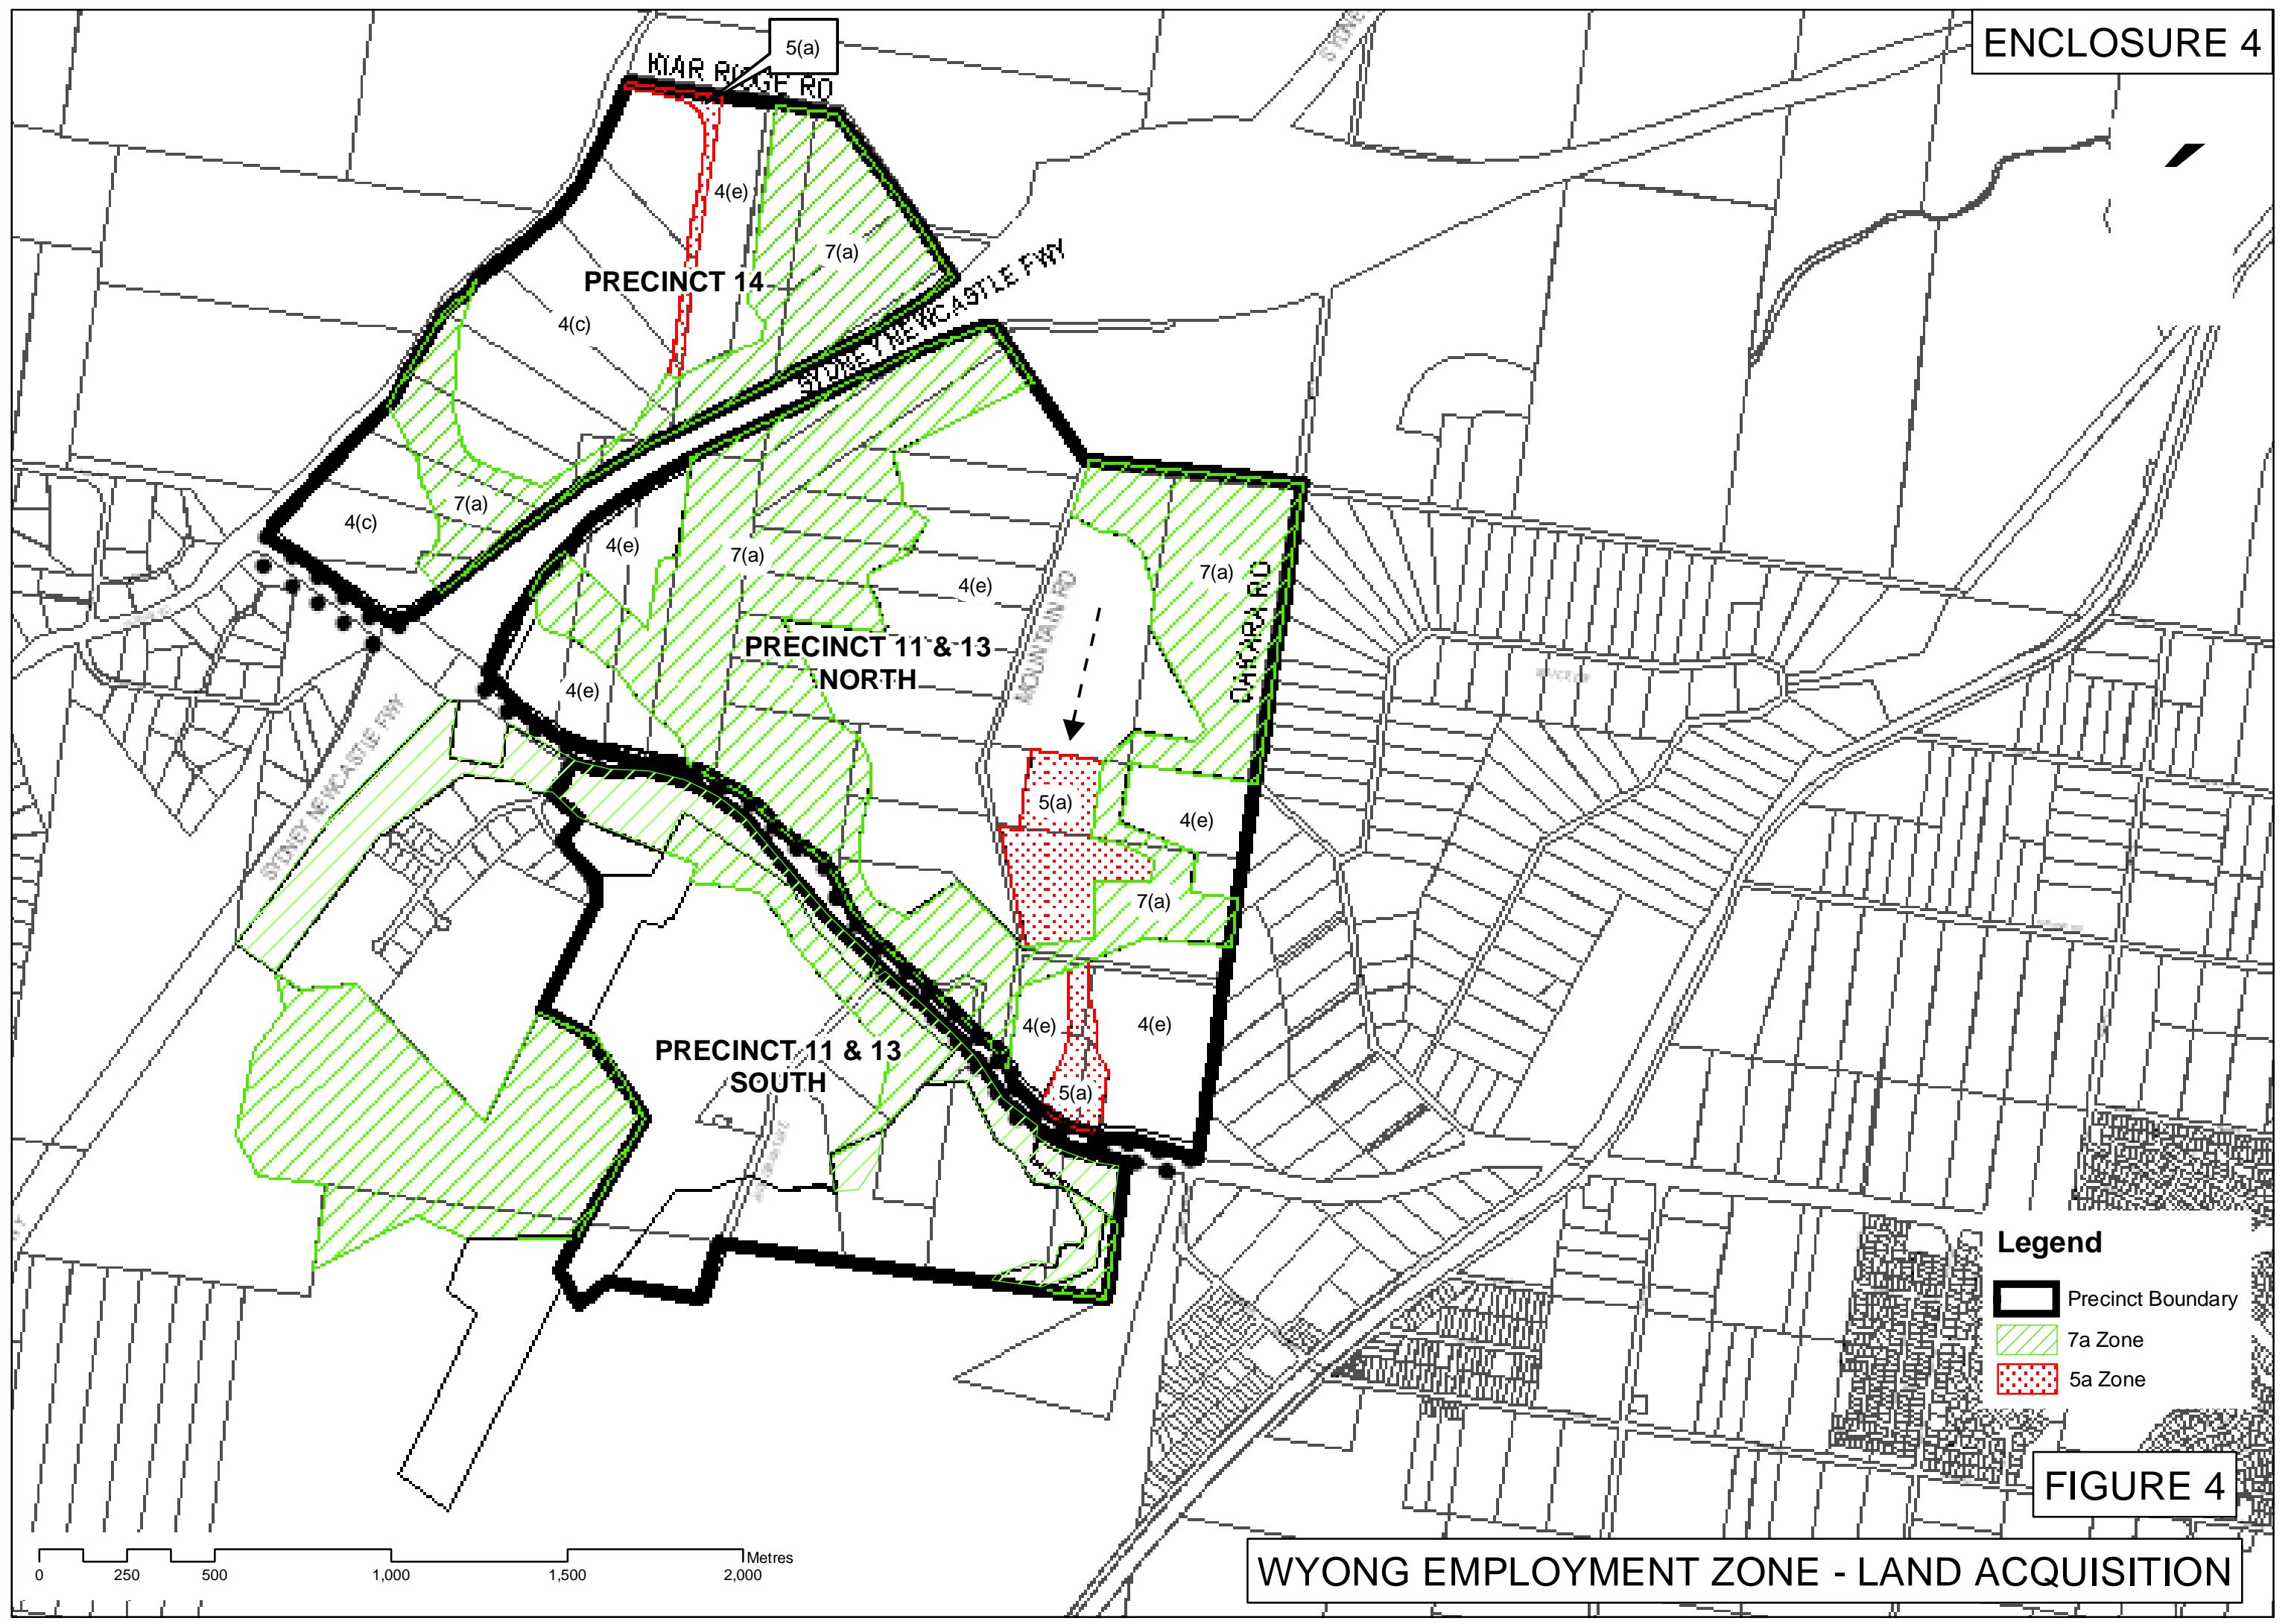 ENCLOSURE 4
5(a)
KIAR RIDGE RD
4(e)
7(a)
PRECINCT 14
4(c)
SYDNEY NEWCASTLE FWY
7(a)
4(c)
4(e)
7(a)
7(a)
4(e)
MOUNTAIN RD
PRECINCT 11 & 13
NORTH
4(e)
SYDNEY NEWCASTLE FWY
5(a)
4(e)
7(a)
4(e)
4(e)
PRECINCT 11 & 13
SOUTH
5(a)
Legend
Precinct Boundary
7a Zone
5a Zone
FIGURE 4
0 250 500 1,000 1,500 2,000 Metres
WYONG EMPLOYMENT ZONE - LAND ACQUISITION